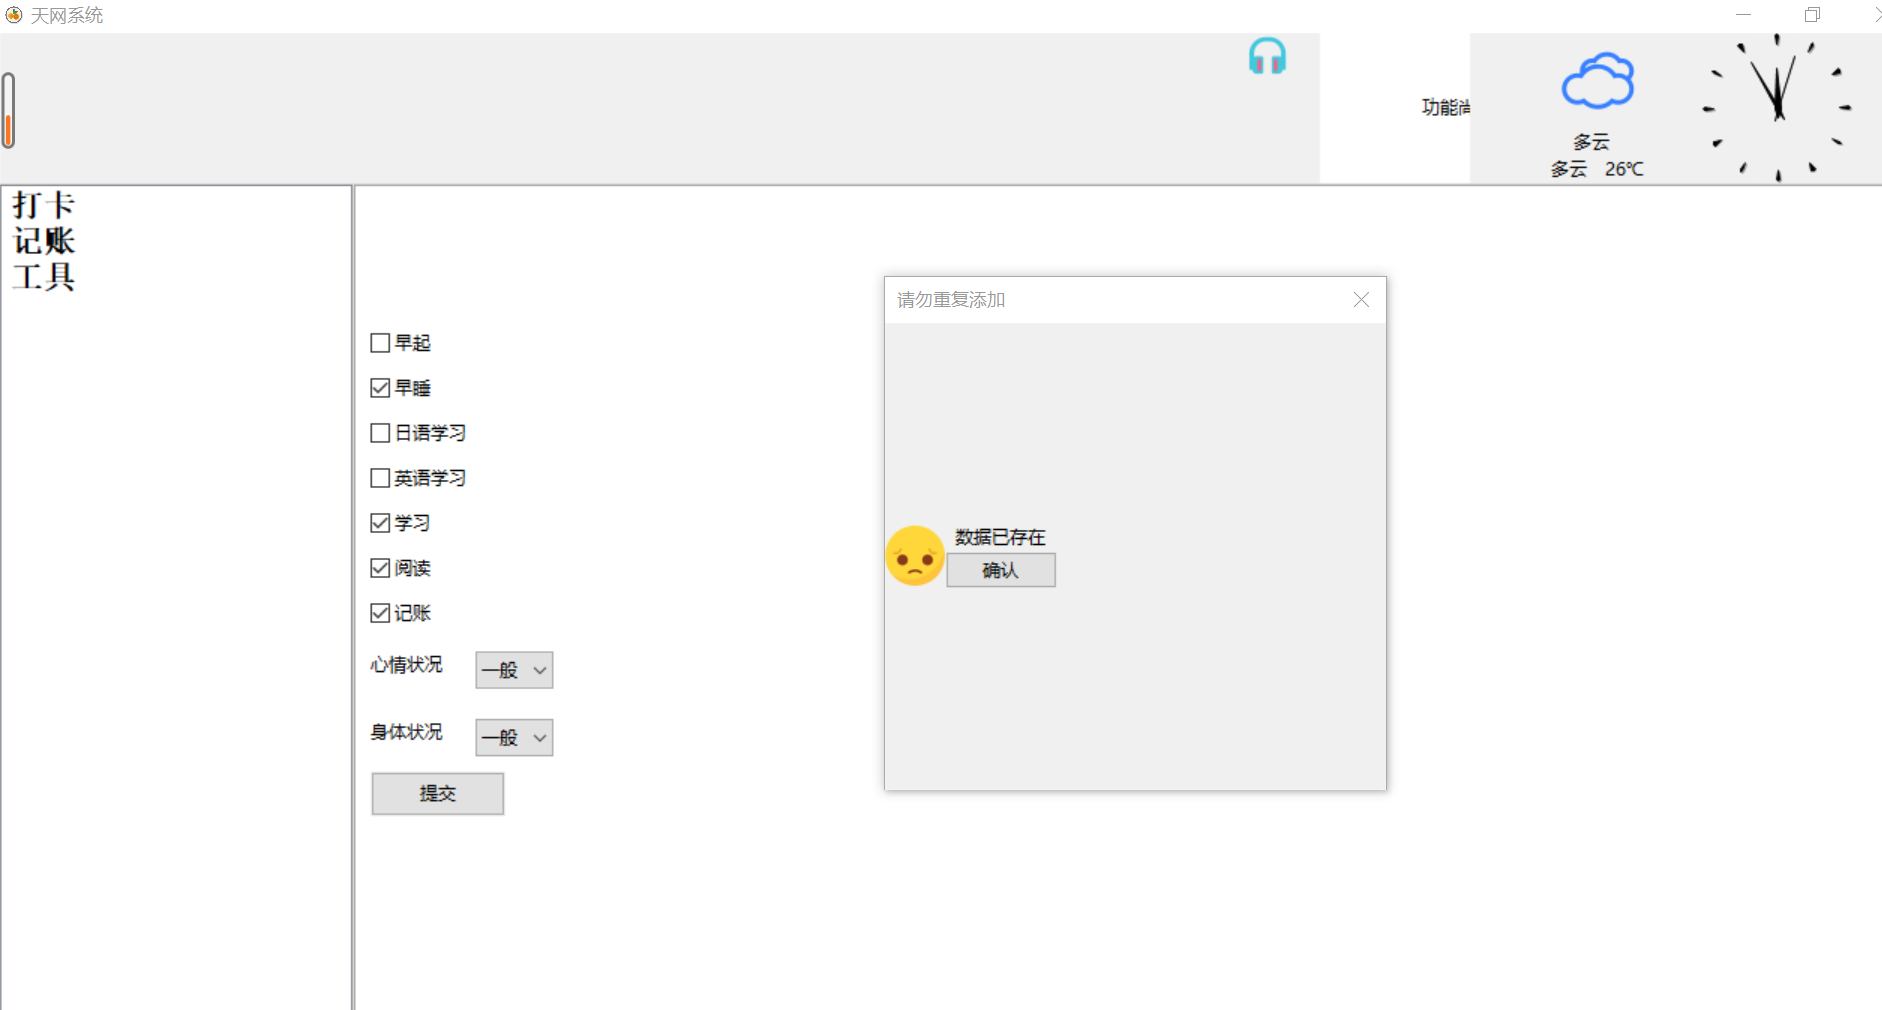 天网系统
功能尚
多云
多云 26℃
打卡
记账
工具
早起
早睡
日语学习
英语学习
学习
阅读
记账
心情状况 一般
身体状况 一般
提交
请勿重复添加
数据已存在
确认